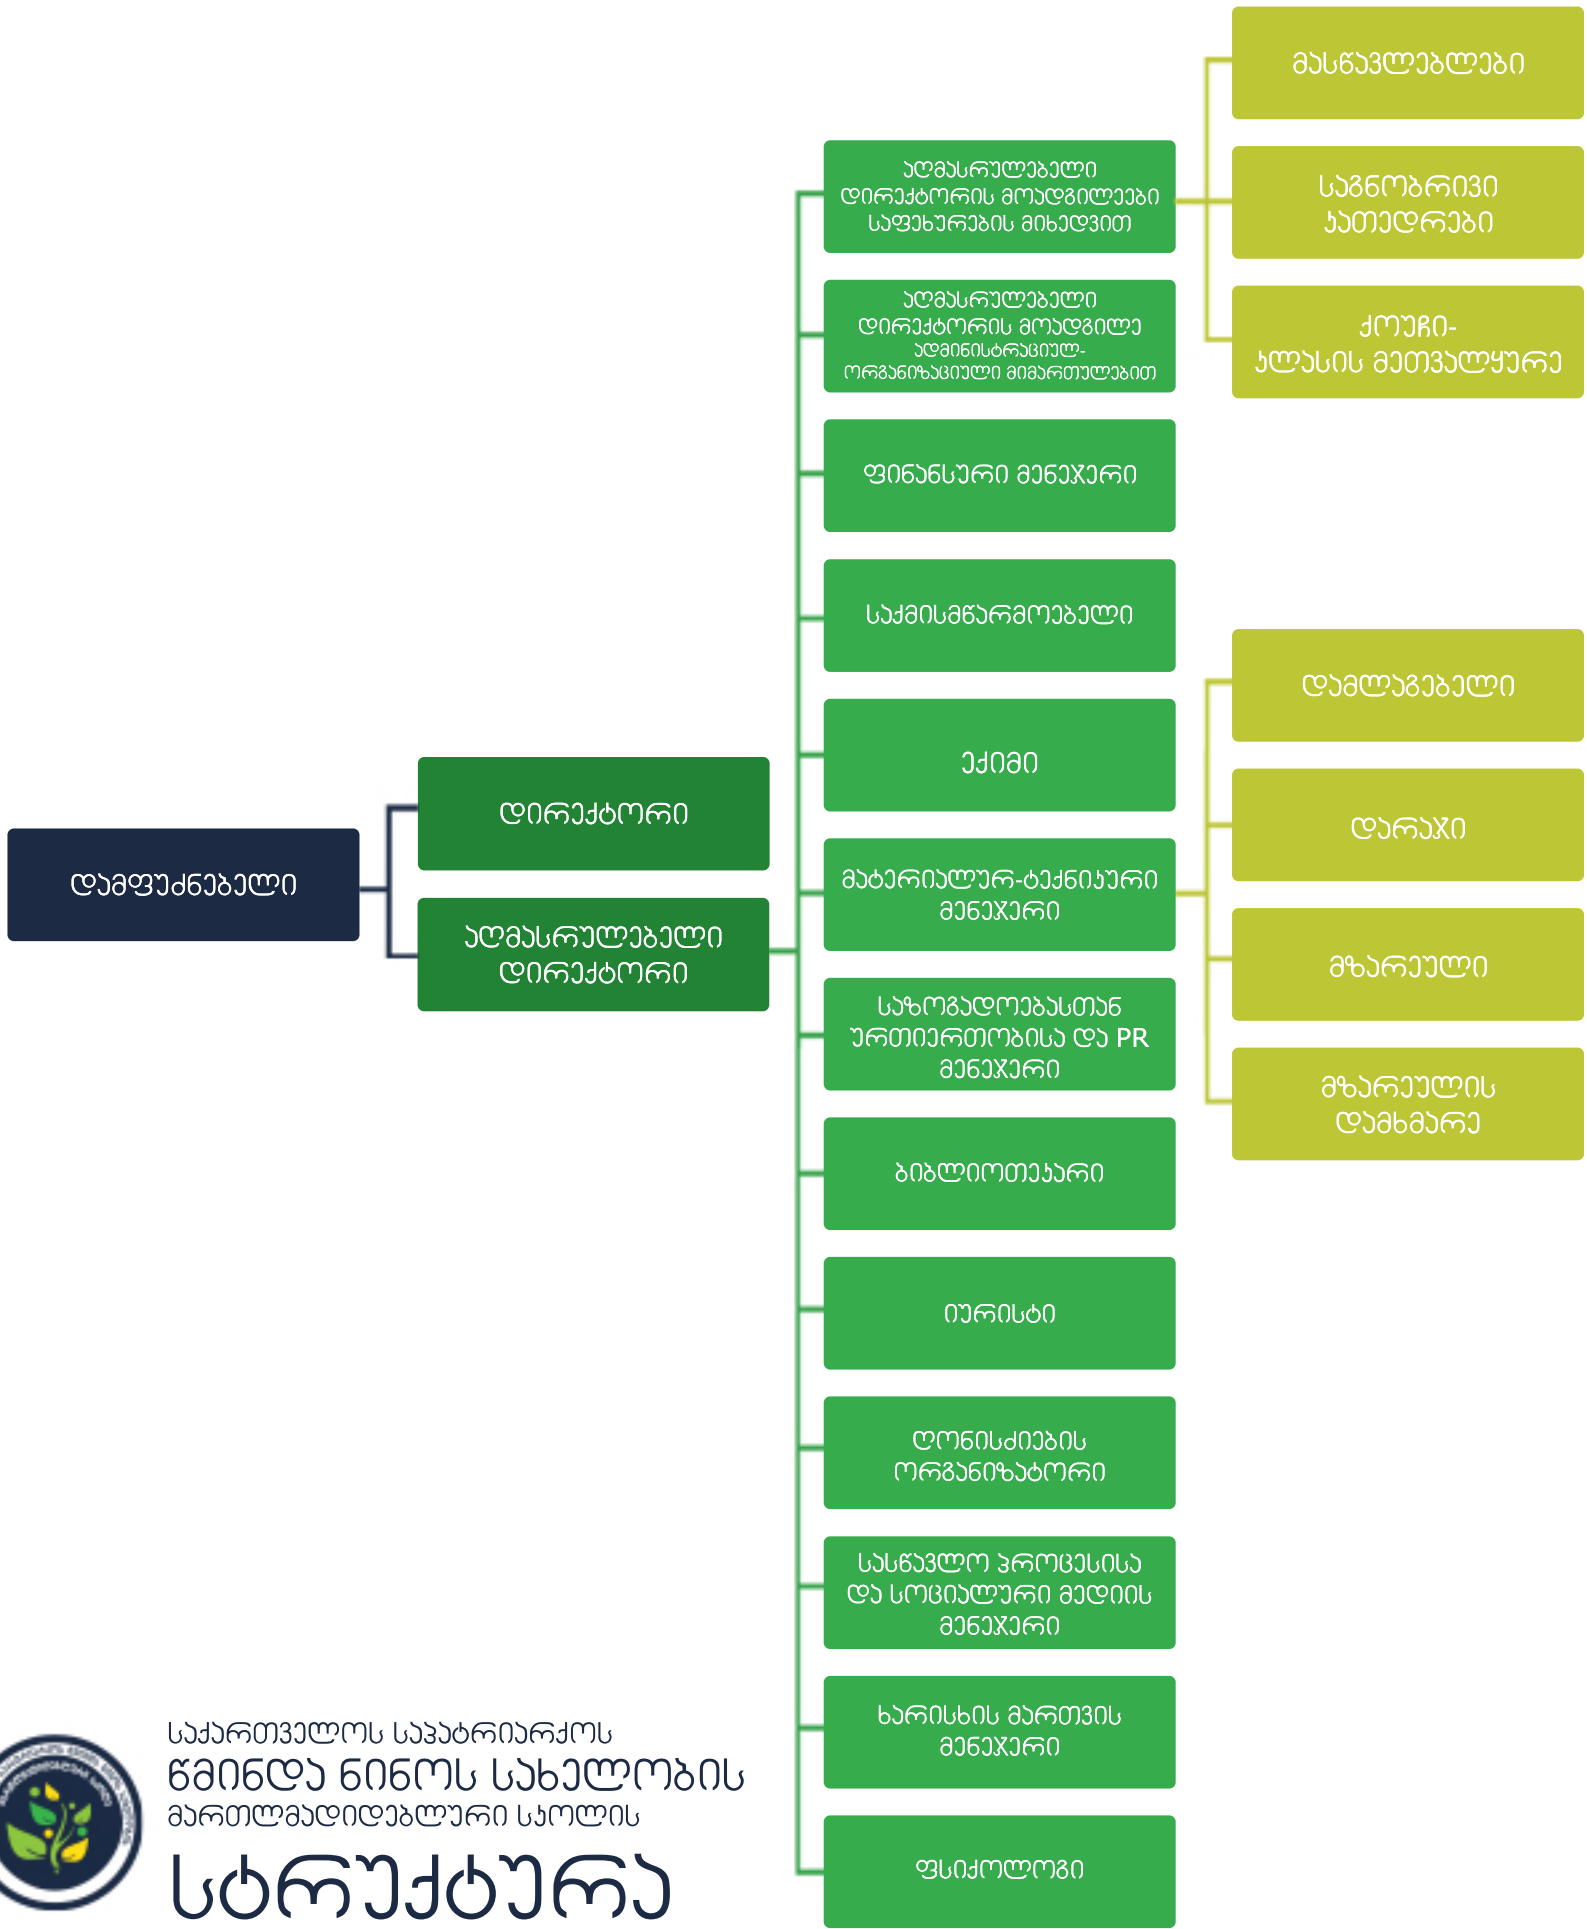 მასწავლებლები
აღმასრულებელი
დირექტორის მოადგილეები
საფეხურების მიხედვით
საგნობრივი
კათედრები
აღმასრულებელი
დირექტორის მოადგილე
ადმინისტრაციულ-
ორგანიზაციული მიმართულებით
ქოუჩი-
კლასის მეთვალყურე
ფინანსური მენეჯერი
საქმისმწარმოებელი
დამლაგებელი
ექიმი
დირექტორი
დარაჯი
დამფუძნებელი
მატერიალურ-ტექნიკური
მენეჯერი
აღმასრულებელი
დირექტორი
მზარეული
საზოგადოებასთან
ურთიერთობისა და PR
მენეჯერი
მზარეულის
დამხმარე
ბიბლიოთეკარი
იურისტი
ღონისძიების
ორგანიზატორი
სასწავლო პროცესისა
და სოციალური მედიის
მენეჯერი
ხარისხის მართვის
მენეჯერი
ფსიქოლოგი
საქართველოს საპატრიარქოს
წმინდა ნინოს სახელობის
მართლმადიდებლური სკოლის
სტრუქტურა